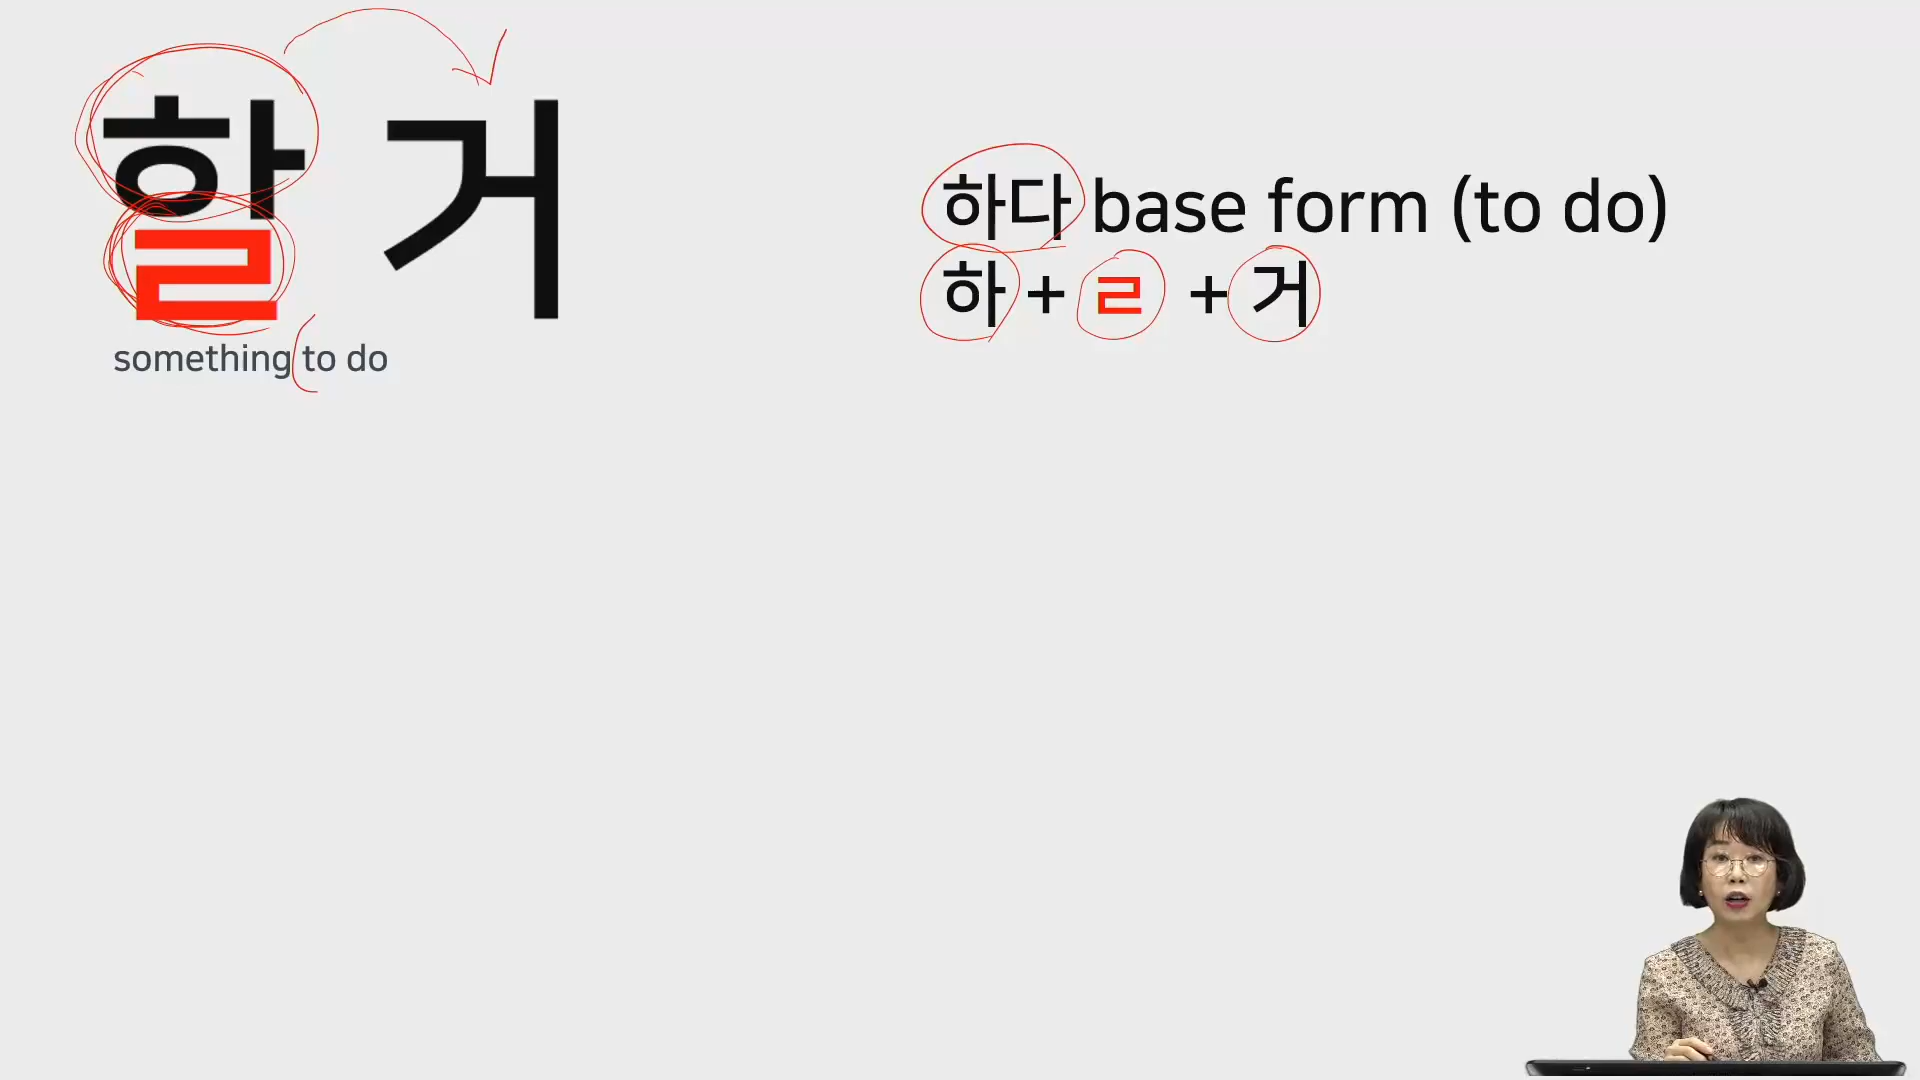 할 거
something to do
하다 base form (to do)
하 + ㄹ + 거